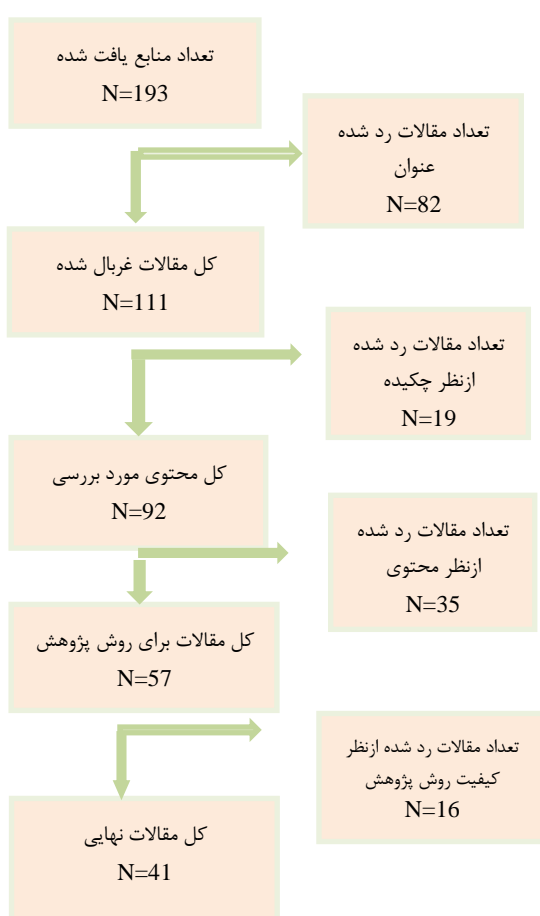 تعداد منابع یافت شده
N=193
تعداد مقالات رد شده
عنوان
N=82
کل مقالات غربال شده
N=111
تعداد مقالات رد شده
ازنظر چکیده
N=19
کل محتوی مورد بررسی
N=92
تعداد مقالات رد شده
ازنظر محتوی
N=35
کل مقالات برای روش پژوهش
N=57
تعداد مقالات رد شده ازنظر
کیفیت روش پژوهش
N=16
کل مقالات نهایی
N=41